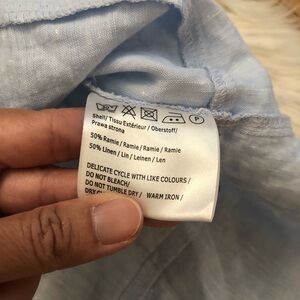 P
Shell/ Tissu Extérieur / Oberstoff/
Prawa strona
50% Ramie / Ramie / Ramie / Ramie
50% Linen / Lin / Leinen / Len
DELICATE CYCLE WITH LIKE COLOURS /
DO NOT BLEACH/
DO NOT TUMBLE DRY / WARM IRON /
DRY